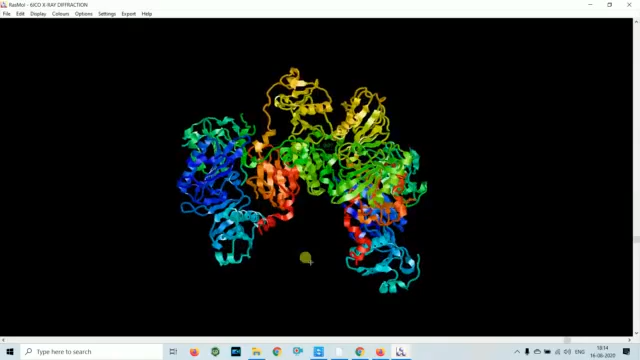 RasMol - 6ICO X-RAY DIFFRACTION
File Edit Display Colours Options Settings Export Help
Type here to search
ENG
18:14
16-08-2020